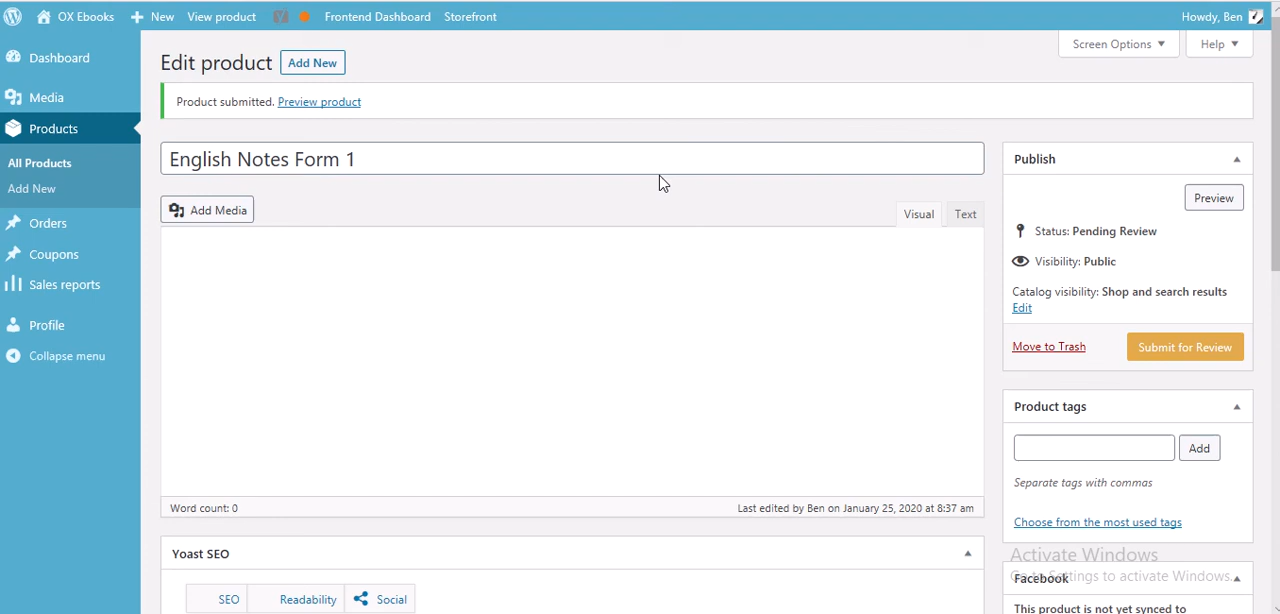 OX Ebooks New View product Frontend Dashboard Storefront Howdy, Ben
Screen Options Help
Dashboard
Media
Products
All Products
Add New
Orders
Coupons
Sales reports
Profile
Collapse menu
Edit product Add New
Product submitted. Preview product
English Notes Form 1
Add Media
Visual Text
Word count: 0 Last edited by Ben on January 25, 2020 at 8:37 am
Yoast SEO
SEO Readability Social
Publish
Preview
Status: Pending Review
Visibility: Public
Catalog visibility: Shop and search results
Edit
Move to Trash Submit for Review
Product tags
Add
Separate tags with commas
Choose from the most used tags
Activate Windows
Go to Settings to activate Windows.
Facebook
This product is not yet synced to